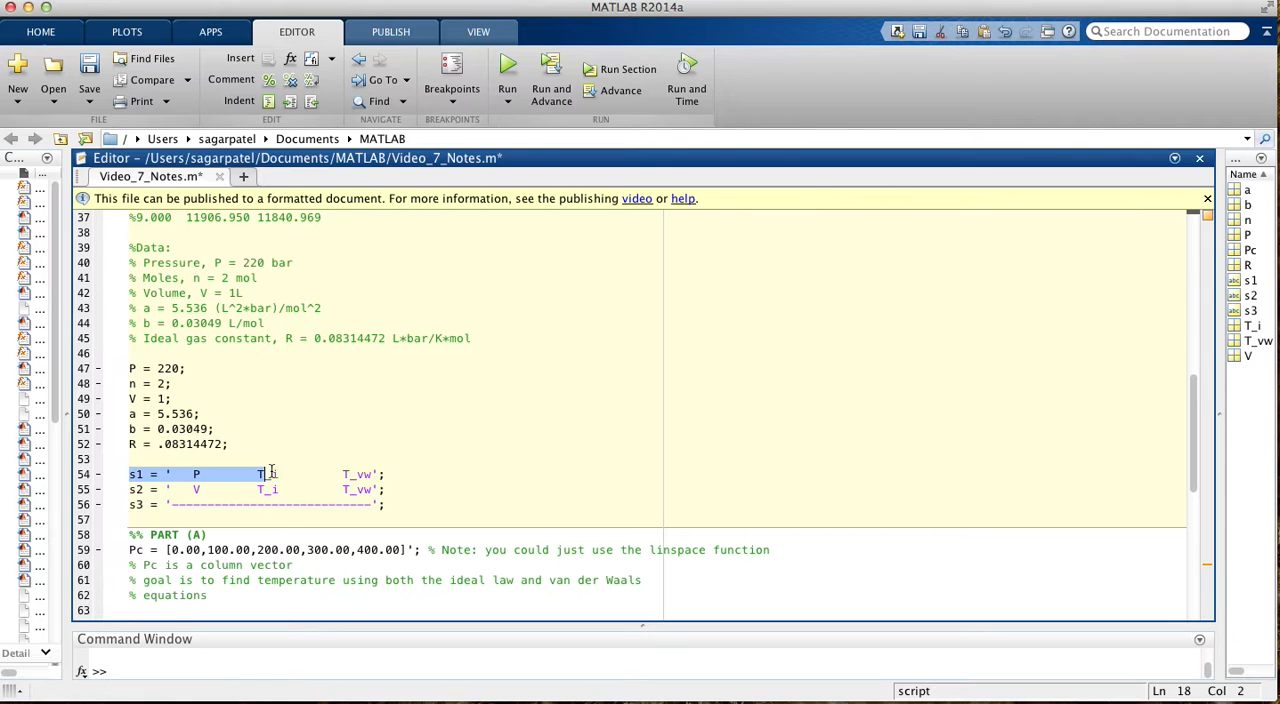 MATLAB R2014a
HOME PLOTS APPS EDITOR PUBLISH VIEW
Search Documentation
New Open Save Find Files Compare Print
Insert Comment Indent
Go To Find
Breakpoints
Run Run and Advance Run Section Advance Run and Time
FILE EDIT NAVIGATE BREAKPOINTS RUN
/ Users sagarpatel Documents MATLAB
C... Editor - /Users/sagarpatel/Documents/MATLAB/Video_7_Notes.m*
Video_7_Notes.m*
This file can be published to a formatted document. For more information, see the publishing video or help.
37 %9.000 11906.950 11840.969
38
39 %Data:
40 % Pressure, P = 220 bar
41 % Moles, n = 2 mol
42 % Volume, V = 1L
43 % a = 5.536 (L^2*bar)/mol^2
44 % b = 0.03049 L/mol
45 % Ideal gas constant, R = 0.08314472 L*bar/K*mol
46
47 - P = 220;
48 - n = 2;
49 - V = 1;
50 - a = 5.536;
51 - b = 0.03049;
52 - R = .08314472;
53
54 - s1 = ' P T_i T_vw';
55 - s2 = ' V T_i T_vw';
56 - s3 = '----------------------------';
57
58 %% PART (A)
59 - Pc = [0.00,100.00,200.00,300.00,400.00]'; % Note: you could just use the linspace function
60 % Pc is a column vector
61 % goal is to find temperature using both the ideal law and van der Waals
62 % equations
63
...
Name
a
b
n
P
Pc
R
s1
s2
s3
T_i
T_vw
V
Detail
Command Window
fx >>
script Ln 18 Col 2